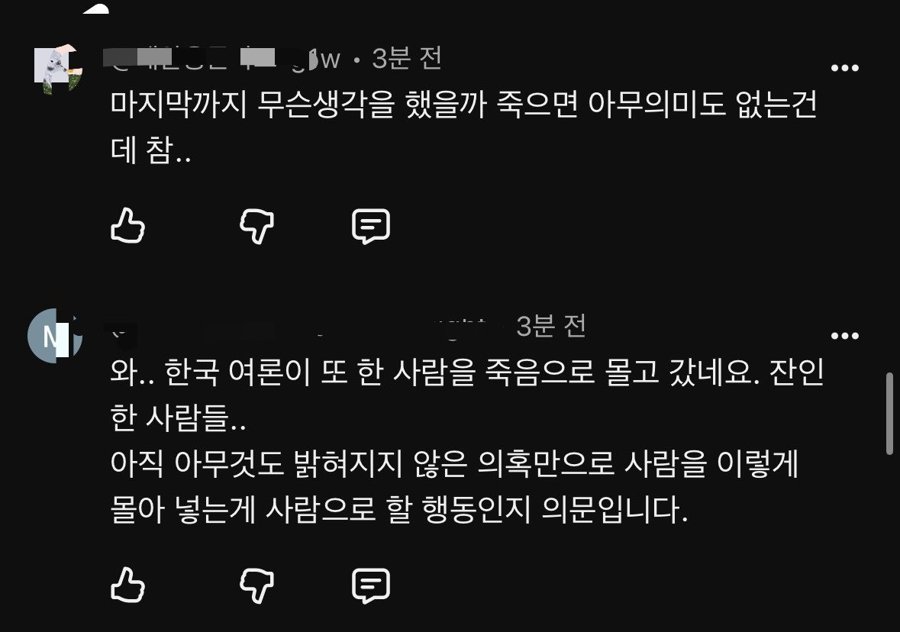 • 3분 전
마지막까지 무슨생각을 했을까 죽으면 아무의미도 없는건
데 참..
N
• 3분 전
와.. 한국 여론이 또 한 사람을 죽음으로 몰고 갔네요. 잔인
한 사람들..
아직 아무것도 밝혀지지 않은 의혹만으로 사람을 이렇게
몰아 넣는게 사람으로 할 행동인지 의문입니다.